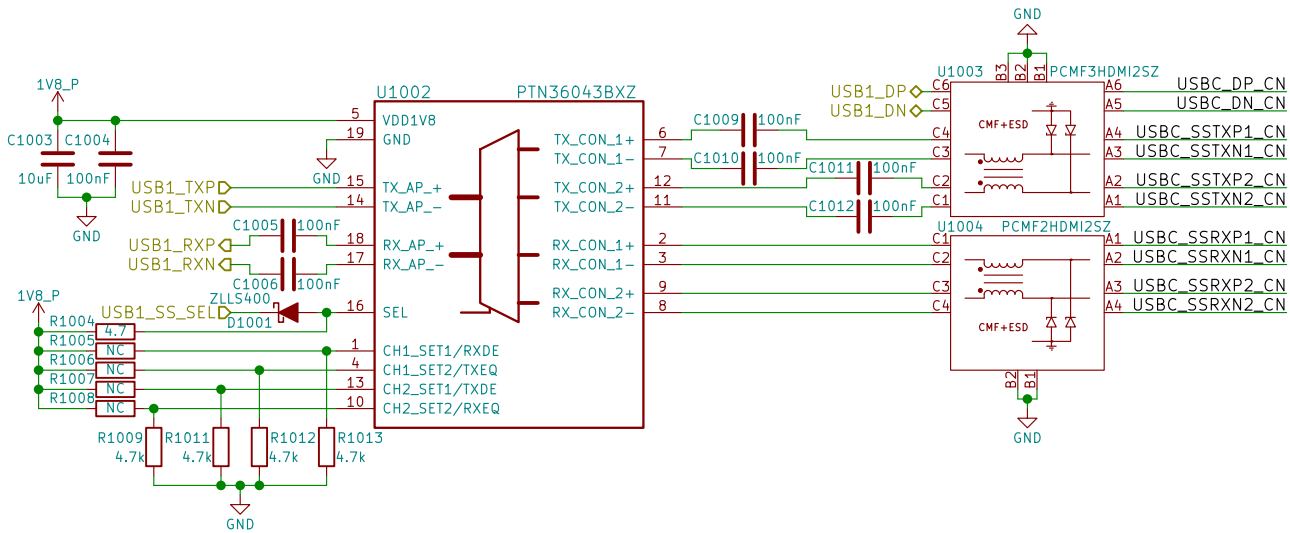 GND
1V8_P
C1003
10uF
C1004
100nF
GND
U1002
PTN36043BXZ
5
VDD1V8
19
GND
GND
USB1_TXP
15
TX_AP_+
USB1_TXN
14
TX_AP_−
USB1_RXP
C1005
100nF
18
RX_AP_+
USB1_RXN
C1006
100nF
17
RX_AP_−
1V8_P
USB1_SS_SEL
ZLLS400
D1001
16
SEL
R1004
4.7
R1005
NC
1
CH1_SET1/RXDE
R1006
NC
4
CH1_SET2/TXEQ
R1007
NC
13
CH2_SET1/TXDE
R1008
NC
10
CH2_SET2/RXEQ
R1009
4.7k
R1011
4.7k
R1012
4.7k
R1013
4.7k
GND
TX_CON_1+
6
C1009
100nF
TX_CON_1−
7
C1010
100nF
TX_CON_2+
12
C1011
100nF
TX_CON_2−
11
C1012
100nF
RX_CON_1+
2
RX_CON_1−
3
RX_CON_2+
9
RX_CON_2−
8
USB1_DP
USB1_DN
U1003
PCMF3HDMI2SZ
B3
B2
B1
C6
C5
C4
C3
C2
C1
CMF+ESD
A6
USBC_DP_CN
A5
USBC_DN_CN
A4
USBC_SSTXP1_CN
A3
USBC_SSTXN1_CN
A2
USBC_SSTXP2_CN
A1
USBC_SSTXN2_CN
U1004
PCMF2HDMI2SZ
C1
C2
C3
C4
CMF+ESD
A1
USBC_SSRXP1_CN
A2
USBC_SSRXN1_CN
A3
USBC_SSRXP2_CN
A4
USBC_SSRXN2_CN
B2
B1
GND